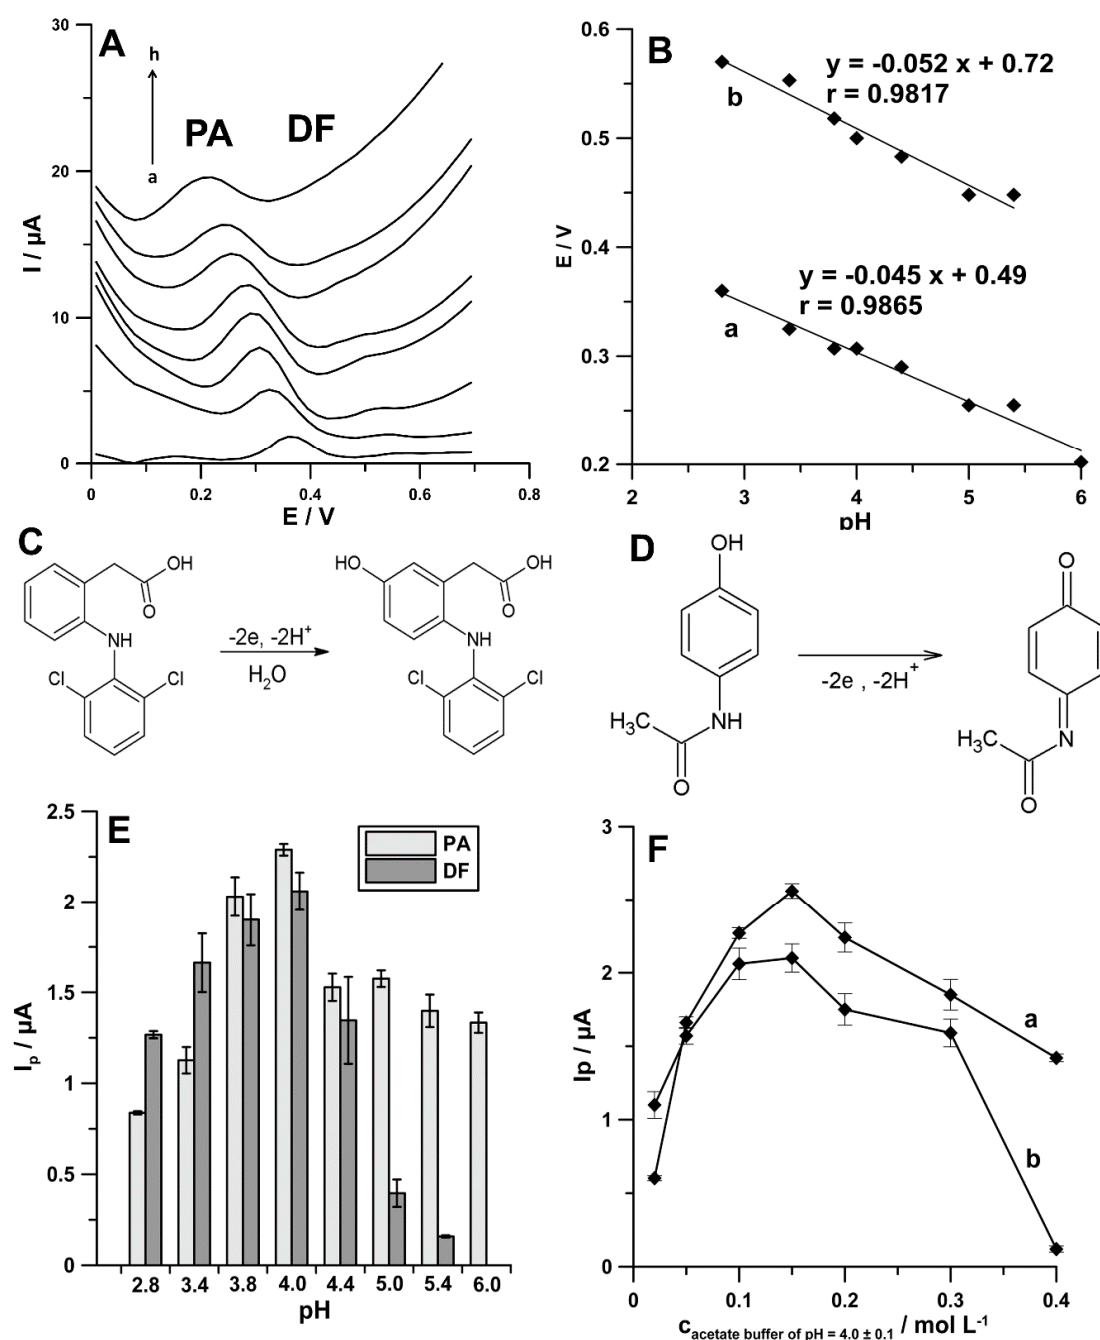 A
30
20
10
0
I / µA
h
a
PA
DF
0
0.2
0.4
0.6
0.8
E / V
B
0.6
0.5
0.4
0.3
0.2
E / V
y = -0.052 x + 0.72
r = 0.9817
b
y = -0.045 x + 0.49
r = 0.9865
a
2
3
4
5
6
pH
C
OH
O
NH
Cl
Cl
-2e, -2H⁺
H₂O
HO
OH
O
NH
Cl
Cl
D
OH
NH
H₃C
O
-2e , -2H⁺
O
N
H₃C
O
E
2.5
2
1.5
1
0.5
0
Iₚ / µA
PA
DF
2.8
3.4
3.8
4.0
4.4
5.0
5.4
6.0
pH
F
3
2
1
0
Ip / µA
a
b
0
0.1
0.2
0.3
0.4
c acetate buffer of pH = 4.0 ± 0.1 / mol L⁻¹